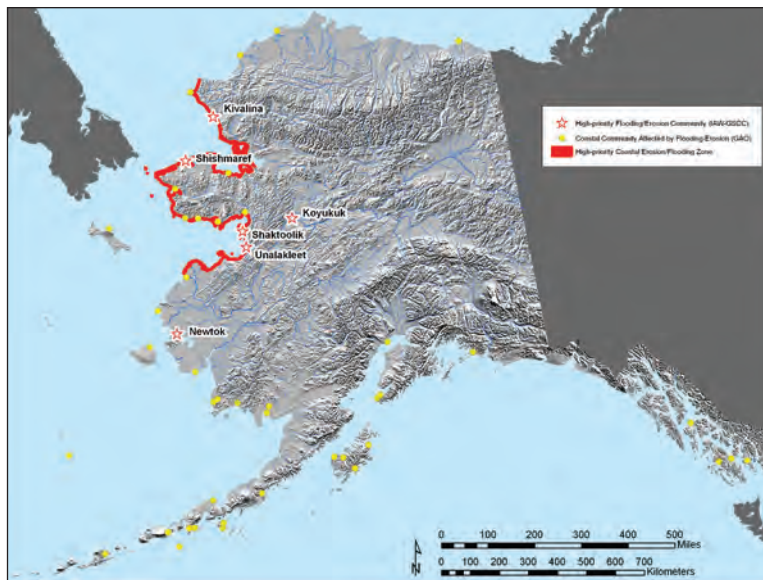 Kivalina
High-priority Flooding/Erosion Community (IAW-GSCC)
Coastal Community Affected by Flooding-Erosion (GAO)
High-priority Coastal Erosion/Flooding Zone
Shishmaref
Koyukuk
Shaktoolik
Unalakleet
Newtok
0 100 200 300 400 500
Miles
0 100 200 300 400 500 600 700
Kilometers
N